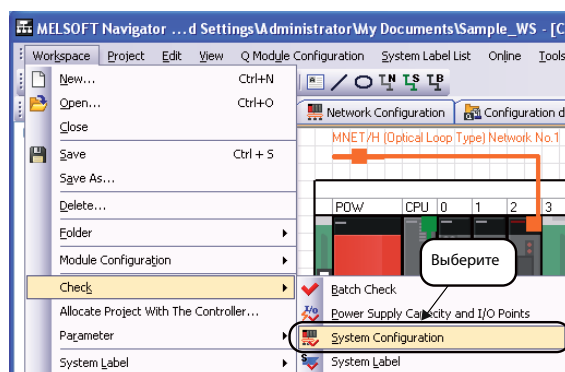 MELSOFT Navigator ...d Settings\Administrator\My Documents\Sample_WS - [C
Workspace Project Edit View Q Module Configuration System Label List Online Tools
New... Ctrl+N
Open... Ctrl+O
Close
Save Ctrl + S
Save As...
Delete...
Folder
Module Configuration
Check
Allocate Project With The Controller...
Parameter
System Label
Network Configuration Configuration d
MNET/H (Optical Loop Type) Network No.1
POW CPU 0 1 2 3
Выберите
Batch Check
Power Supply Capacity and I/O Points
System Configuration
System Label